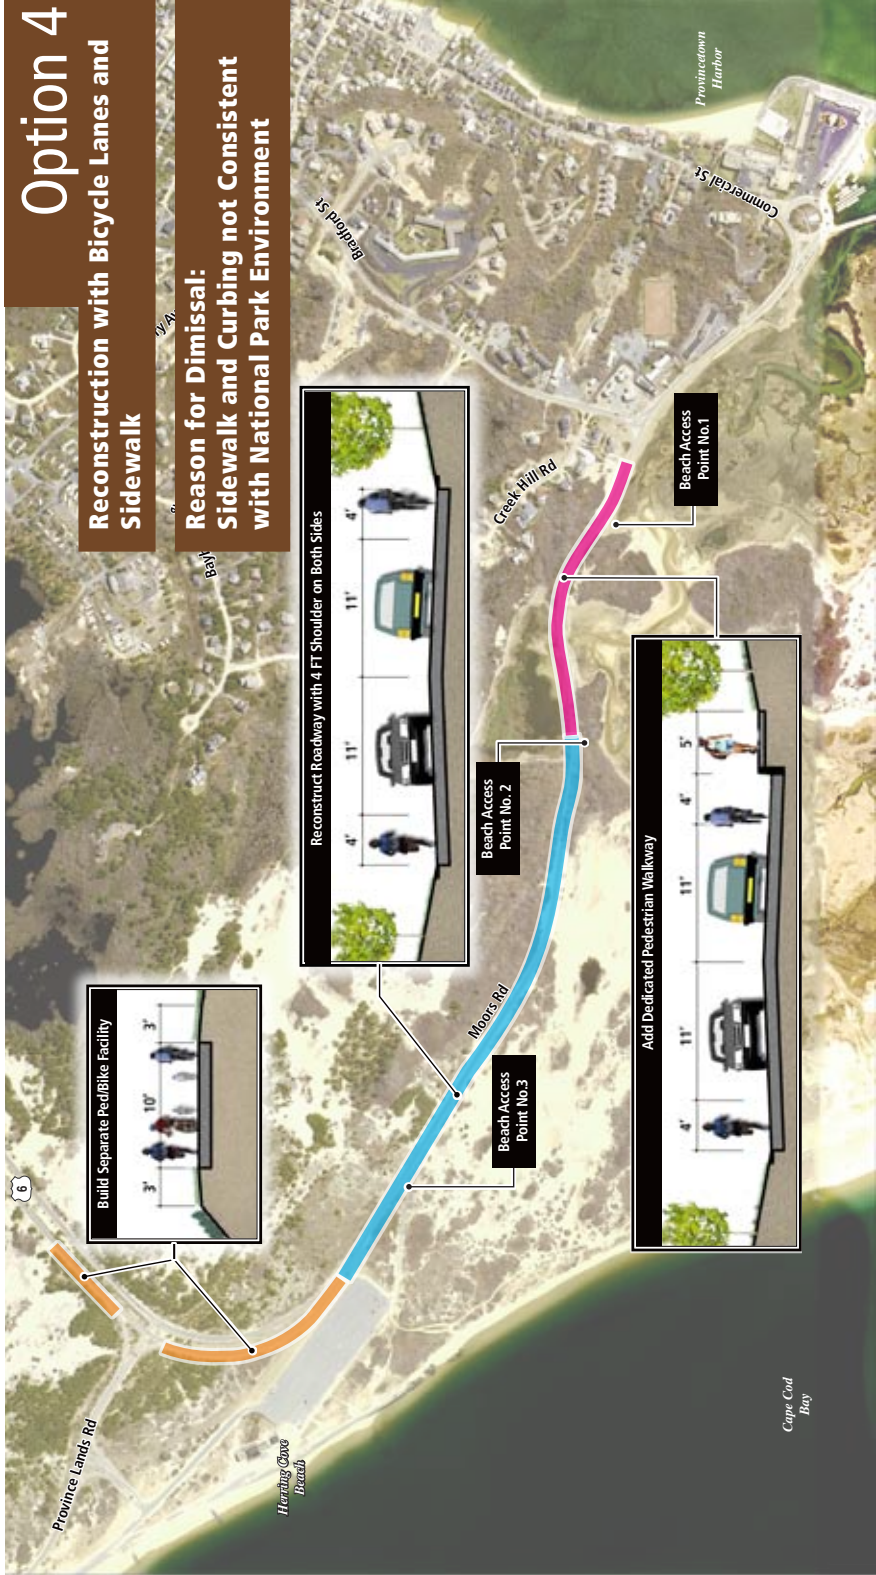 Option 4
Reconstruction with Bicycle Lanes and
Sidewalk
Reason for Dimissal:
Sidewalk and Curbing not Consistent
with National Park Environment
6
Build Separate Ped/Bike Facility
3'
10'
3'
Reconstruct Roadway with 4 FT Shoulder on Both Sides
4'
11'
11'
4'
Add Dedicated Pedestrian Walkway
4'
11'
11'
4'
5'
Province Lands Rd
Herring Cove
Beach
Cape Cod
Bay
Moors Rd
Beach Access
Point No.3
Beach Access
Point No. 2
Beach Access
Point No.1
Creek Hill Rd
Bradford St
Commercial St
Provincetown
Harbor